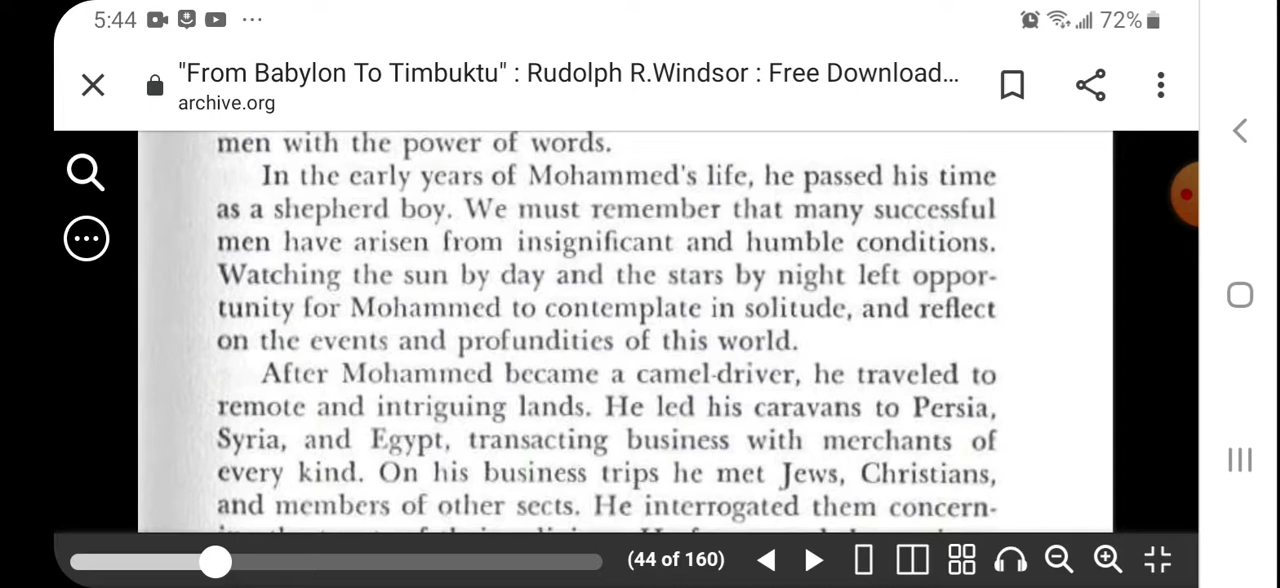 5:44
72%
"From Babylon To Timbuktu" : Rudolph R.Windsor : Free Download...
archive.org
men with the power of words.
In the early years of Mohammed's life, he passed his time
as a shepherd boy. We must remember that many successful
men have arisen from insignificant and humble conditions.
Watching the sun by day and the stars by night left oppor-
tunity for Mohammed to contemplate in solitude, and reflect
on the events and profundities of this world.
After Mohammed became a camel-driver, he traveled to
remote and intriguing lands. He led his caravans to Persia,
Syria, and Egypt, transacting business with merchants of
every kind. On his business trips he met Jews, Christians,
and members of other sects. He interrogated them concern-
(44 of 160)